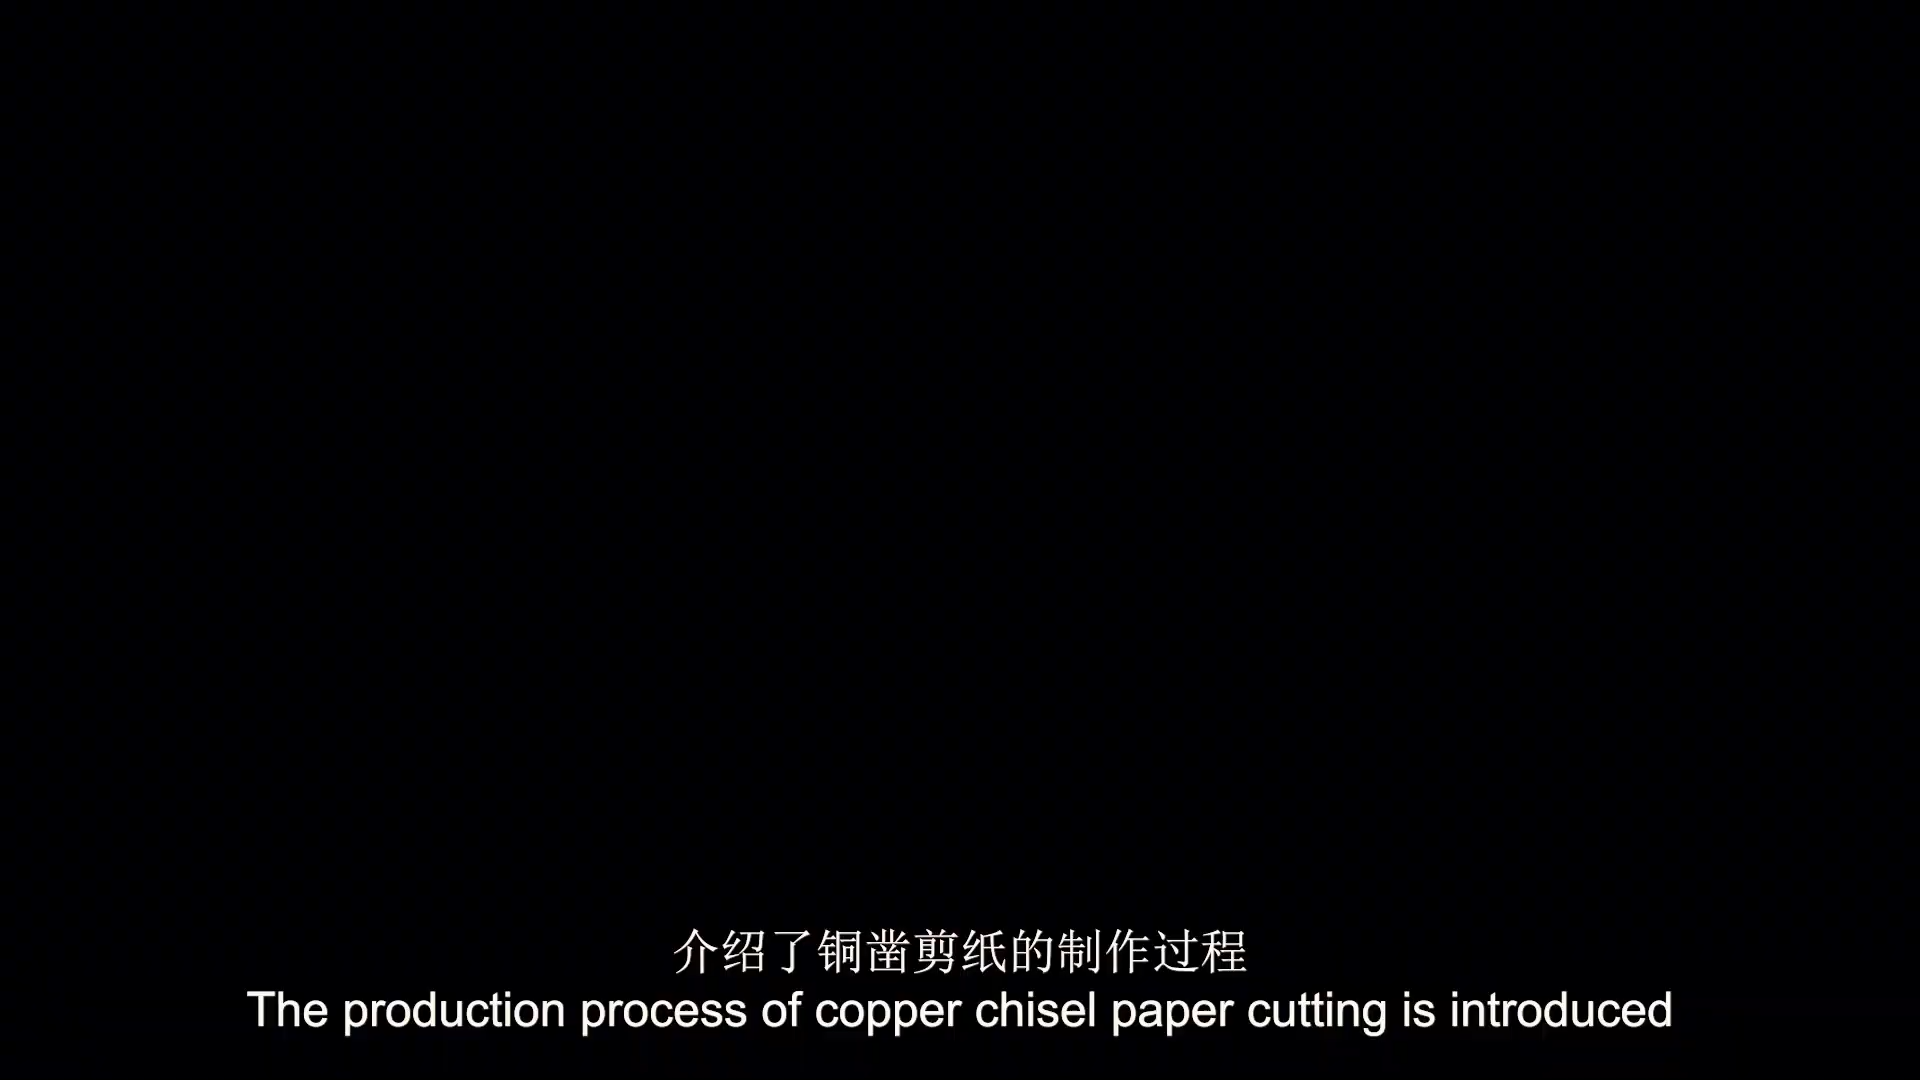 介绍了铜凿剪纸的制作过程
The production process of copper chisel paper cutting is introduced